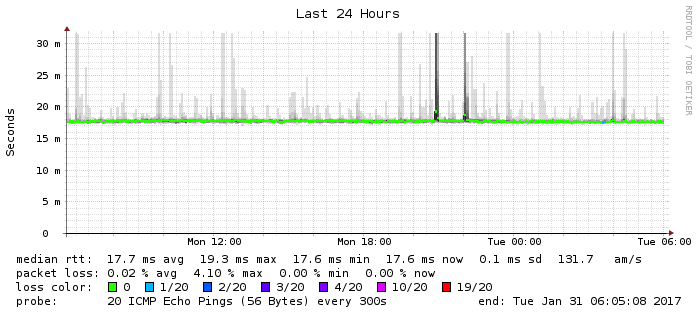 Last 24 Hours
RRDTOOL / TOBI OETIKER
Seconds
30 m
25 m
20 m
15 m
10 m
5 m
0
Mon 12:00 Mon 18:00 Tue 00:00 Tue 06:00
median rtt: 17.7 ms avg 19.3 ms max 17.6 ms min 17.6 ms now 0.1 ms sd 131.7 am/s
packet loss: 0.02 % avg 4.10 % max 0.00 % min 0.00 % now
loss color: 0 1/20 2/20 3/20 4/20 10/20 19/20
probe: 20 ICMP Echo Pings (56 Bytes) every 300s end: Tue Jan 31 06:05:08 2017